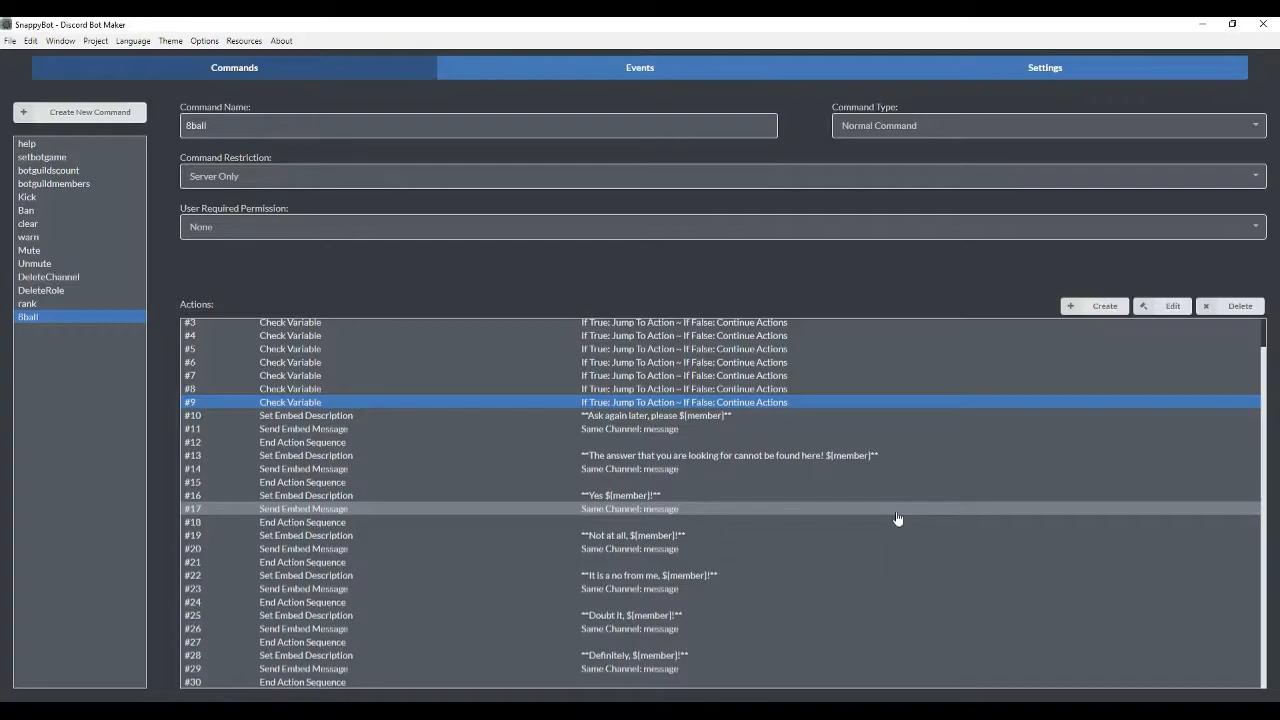 SnappyBot - Discord Bot Maker
File Edit Window Project Language Theme Options Resources About
Commands Events Settings
+ Create New Command
help
setbotgame
botguildscount
botguildmembers
Kick
Ban
clear
warn
Mute
Unmute
DeleteChannel
DeleteRole
rank
8ball
Command Name:
8ball
Command Type:
Normal Command
Command Restriction:
Server Only
User Required Permission:
None
Actions:
+ Create Edit × Delete
#3 Check Variable If True: Jump To Action ~ If False: Continue Actions
#4 Check Variable If True: Jump To Action ~ If False: Continue Actions
#5 Check Variable If True: Jump To Action ~ If False: Continue Actions
#6 Check Variable If True: Jump To Action ~ If False: Continue Actions
#7 Check Variable If True: Jump To Action ~ If False: Continue Actions
#8 Check Variable If True: Jump To Action ~ If False: Continue Actions
#9 Check Variable If True: Jump To Action ~ If False: Continue Actions
#10 Set Embed Description **Ask again later, please ${member}**
#11 Send Embed Message Same Channel: message
#12 End Action Sequence
#13 Set Embed Description **The answer that you are looking for cannot be found here! ${member}**
#14 Send Embed Message Same Channel: message
#15 End Action Sequence
#16 Set Embed Description **Yes ${member}!**
#17 Send Embed Message Same Channel: message
#18 End Action Sequence
#19 Set Embed Description **Not at all, ${member}!**
#20 Send Embed Message Same Channel: message
#21 End Action Sequence
#22 Set Embed Description **It is a no from me, ${member}!**
#23 Send Embed Message Same Channel: message
#24 End Action Sequence
#25 Set Embed Description **Doubt it, ${member}!**
#26 Send Embed Message Same Channel: message
#27 End Action Sequence
#28 Set Embed Description **Definitely, ${member}!**
#29 Send Embed Message Same Channel: message
#30 End Action Sequence